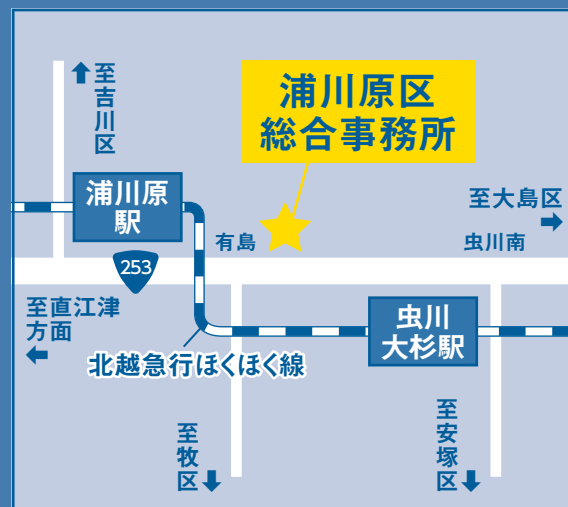 至吉川区
浦川原区
総合事務所
浦川原
駅
至大島区
有島
虫川南
253
至直江津
方面
虫川
大杉駅
北越急行ほくほく線
至牧区
至安塚区